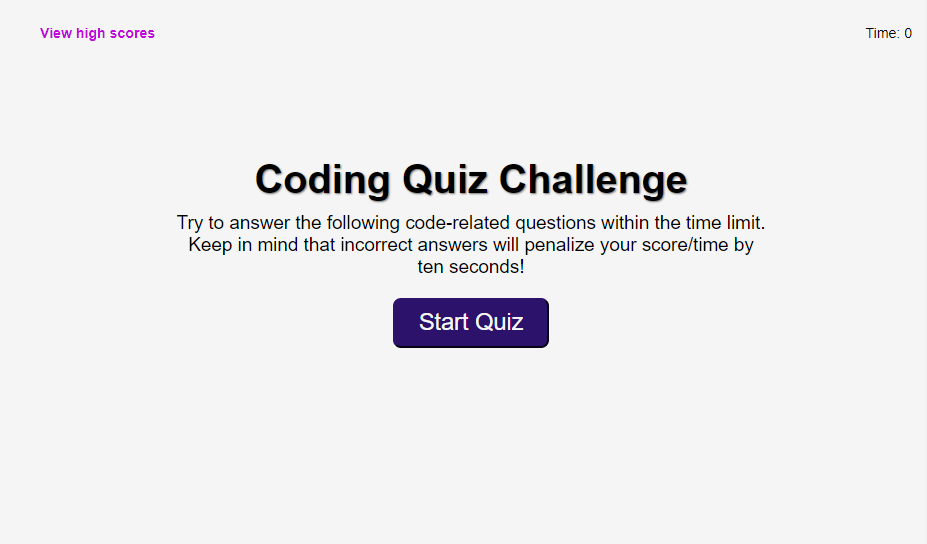 View high scores
Time: 0
Coding Quiz Challenge
Try to answer the following code-related questions within the time limit.
Keep in mind that incorrect answers will penalize your score/time by
ten seconds!
Start Quiz